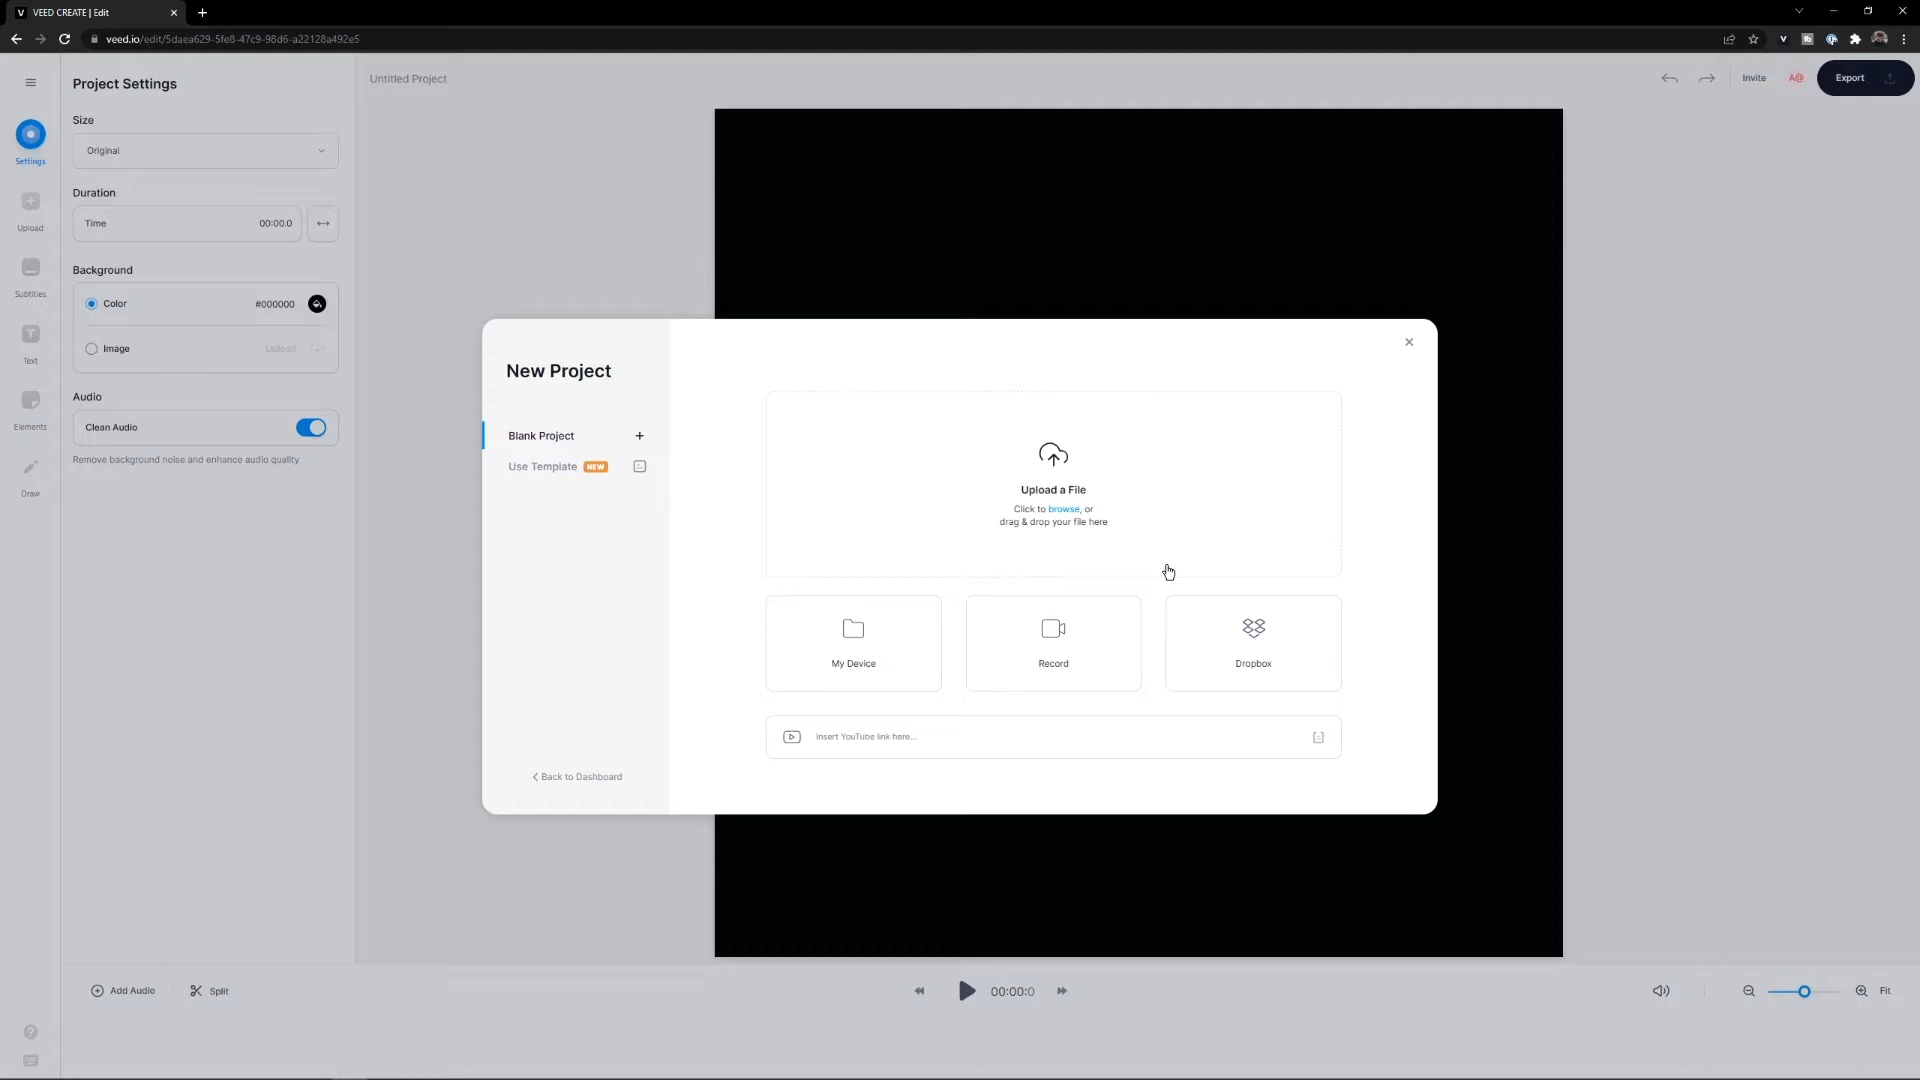 VEED CREATE | Edit
veed.io/edit/5daea629-5fe8-47c9-98d6-a22128a492e5
Project Settings
Untitled Project
Invite
A@
Export
Size
Original
Settings
Duration
Time
00:00.0
Upload
Background
Color
#000000
Subtitles
Image
Upload
Text
Audio
Clean Audio
Elements
Remove background noise and enhance audio quality
Draw
New Project
Blank Project
Use Template
NEW
Back to Dashboard
Upload a File
Click to browse, or
drag & drop your file here
My Device
Record
Dropbox
Insert YouTube link here...
Add Audio
Split
00:00:0
Fit